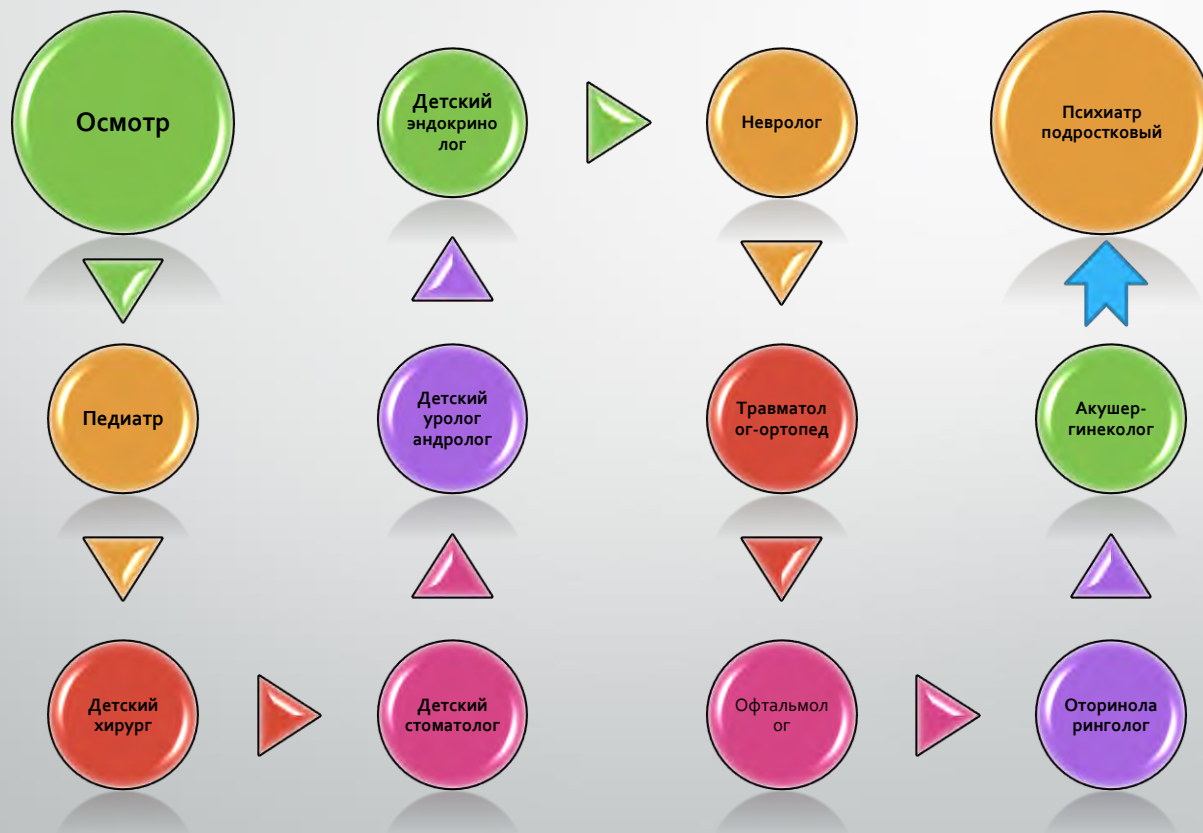 Осмотр
Педиатр
Детский
хирург
Детский
стоматолог
Детский
уролог
андролог
Детский
эндокрино
лог
Невролог
Травматол
ог-ортопед
Офтальмол
ог
Оторинола
ринголог
Акушер-
гинеколог
Психиатр
подростковый